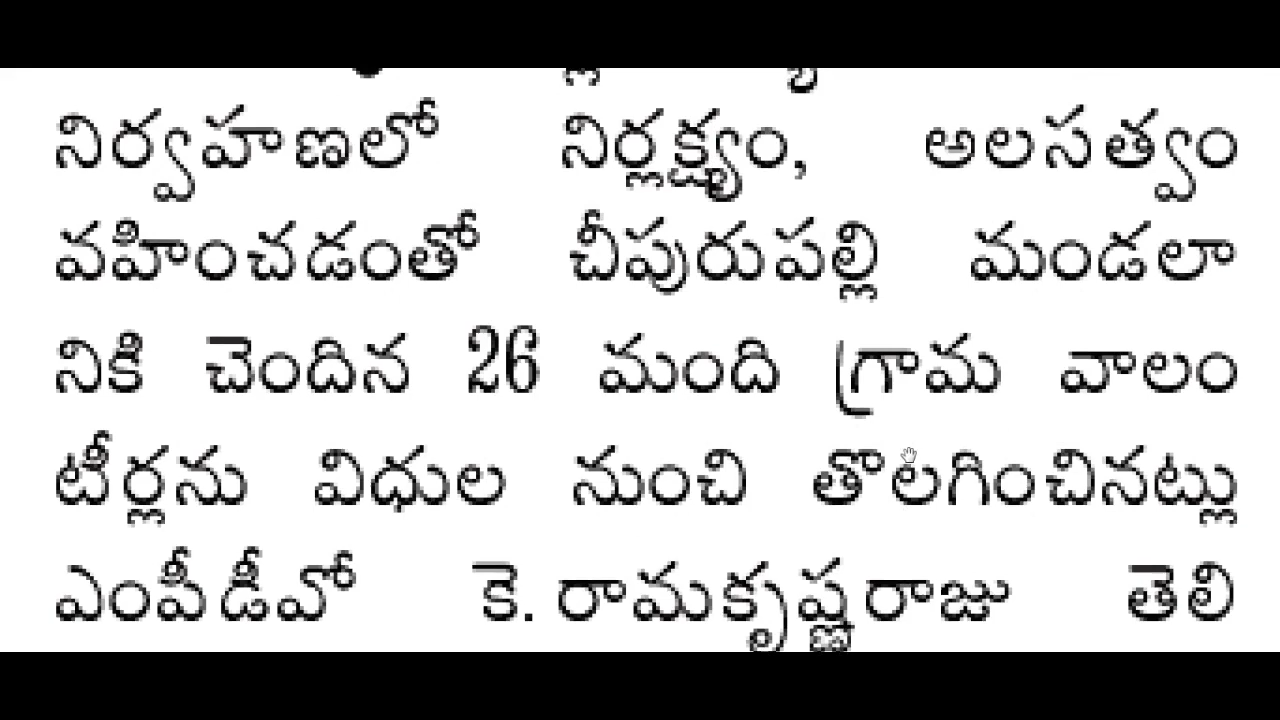 నిర్వహణలో నిర్లక్ష్యం, అలసత్వం
వహించడంతో చీపురుపల్లి మండలా
నికి చెందిన 26 మంది గ్రామ వాలం
టీర్లను విధుల నుంచి తొలగించినట్లు
ఎంపీడీవో కె. రామకృష్ణరాజు తెలి